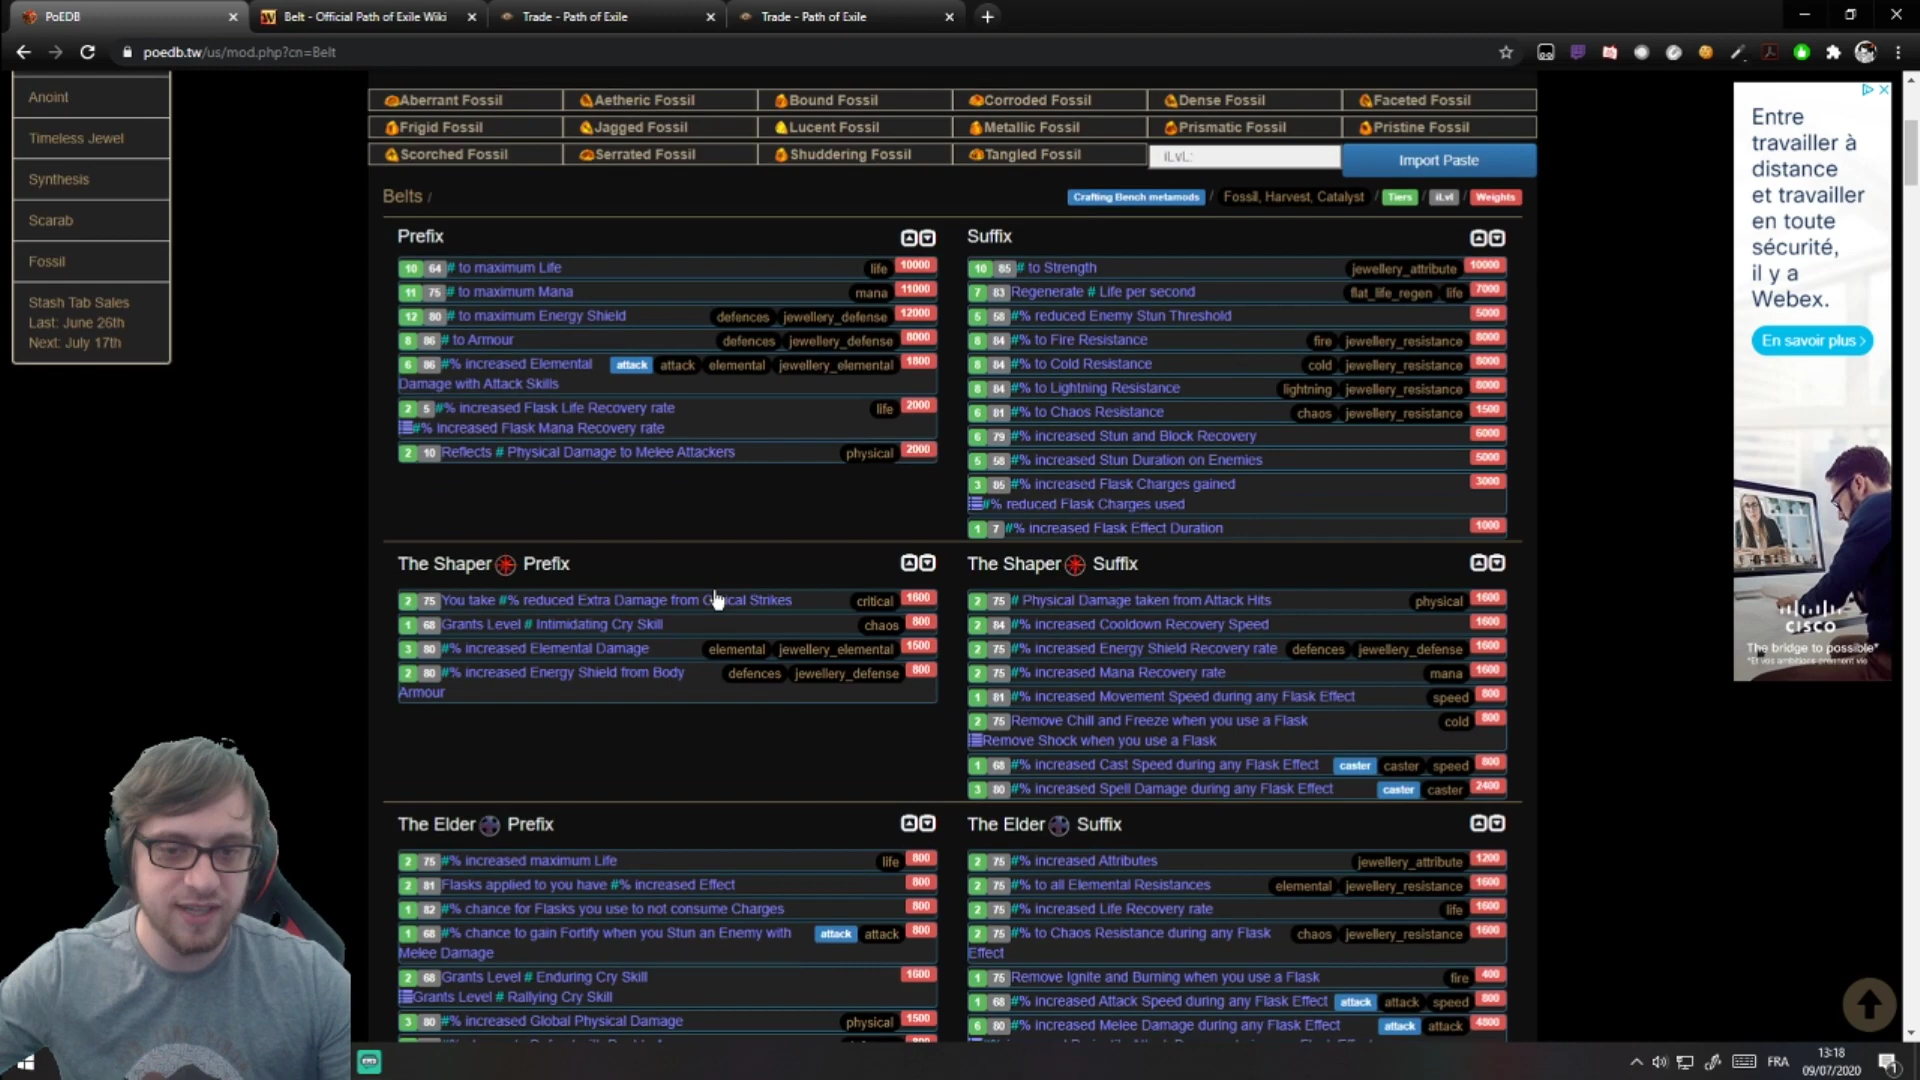 PoEDB
Belt - Official Path of Exile Wiki
Trade - Path of Exile
Trade - Path of Exile
poedb.tw/us/mod.php?cn=Belt
Anoint
Timeless Jewel
Synthesis
Scarab
Fossil
Stash Tab Sales
Last: June 26th
Next: July 17th
Aberrant Fossil Aetheric Fossil Bound Fossil Corroded Fossil Dense Fossil Faceted Fossil
Frigid Fossil Jagged Fossil Lucent Fossil Metallic Fossil Prismatic Fossil Pristine Fossil
Scorched Fossil Serrated Fossil Shuddering Fossil Tangled Fossil iLvL: Import Paste
Belts / Crafting Bench metamods / Fossil, Harvest, Catalyst / Tiers / iLvl / Weights
Prefix
10 64 # to maximum Life life 10000
11 75 # to maximum Mana mana 11000
12 80 # to maximum Energy Shield defences jewellery_defense 12000
8 86 # to Armour defences jewellery_defense 8000
6 86 #% increased Elemental attack attack elemental jewellery_elemental 1800
Damage with Attack Skills
2 5 #% increased Flask Life Recovery rate life 2000
#% increased Flask Mana Recovery rate
2 10 Reflects # Physical Damage to Melee Attackers physical 2000
Suffix
10 85 # to Strength jewellery_attribute 10000
7 83 Regenerate # Life per second flat_life_regen life 7000
5 58 #% reduced Enemy Stun Threshold 5000
8 84 #% to Fire Resistance fire jewellery_resistance 8000
8 84 #% to Cold Resistance cold jewellery_resistance 8000
8 84 #% to Lightning Resistance lightning jewellery_resistance 8000
6 81 #% to Chaos Resistance chaos jewellery_resistance 1500
6 79 #% increased Stun and Block Recovery 6000
5 58 #% increased Stun Duration on Enemies 5000
3 85 #% increased Flask Charges gained 3000
#% reduced Flask Charges used
1 7 #% increased Flask Effect Duration 1000
The Shaper Prefix
2 75 You take #% reduced Extra Damage from Strikes critical 1600
1 68 Grants Level # Intimidating Cry Skill chaos 800
3 80 #% increased Elemental Damage elemental jewellery_elemental 1500
2 80 #% increased Energy Shield from Body defences jewellery_defense 800
Armour
The Shaper Suffix
2 75 # Physical Damage taken from Attack Hits physical 1600
2 84 #% increased Cooldown Recovery Speed 1600
2 75 #% increased Energy Shield Recovery rate defences jewellery_defense 1600
2 75 #% increased Mana Recovery rate mana 1600
1 81 #% increased Movement Speed during any Flask Effect speed 800
2 75 Remove Chill and Freeze when you use a Flask cold 800
Remove Shock when you use a Flask
1 68 #% increased Cast Speed during any Flask Effect caster caster speed 800
3 80 #% increased Spell Damage during any Flask Effect caster caster 2400
The Elder Prefix
2 75 #% increased maximum Life life 800
2 81 Flasks applied to you have #% increased Effect 800
1 82 #% chance for Flasks you use to not consume Charges 800
1 68 #% chance to gain Fortify when you Stun an Enemy with attack attack 800
Melee Damage
2 68 Grants Level # Enduring Cry Skill 1600
Grants Level # Rallying Cry Skill
3 80 #% increased Global Physical Damage physical 1500
The Elder Suffix
2 75 #% increased Attributes jewellery_attribute 1200
2 75 #% to all Elemental Resistances elemental jewellery_resistance 1600
2 75 #% increased Life Recovery rate life 1600
2 75 #% to Chaos Resistance during any Flask chaos jewellery_resistance 1600
Effect
1 75 Remove Ignite and Burning when you use a Flask fire 400
1 68 #% increased Attack Speed during any Flask Effect attack attack speed 800
6 80 #% increased Melee Damage during any Flask Effect attack attack 4800
Entre
travailler à
distance
et travailler
en toute
sécurité,
il y a
Webex.
En savoir plus >
CISCO
The bridge to possible*
*Et vos ambitions prennent vie
FRA
13:18
09/07/2020